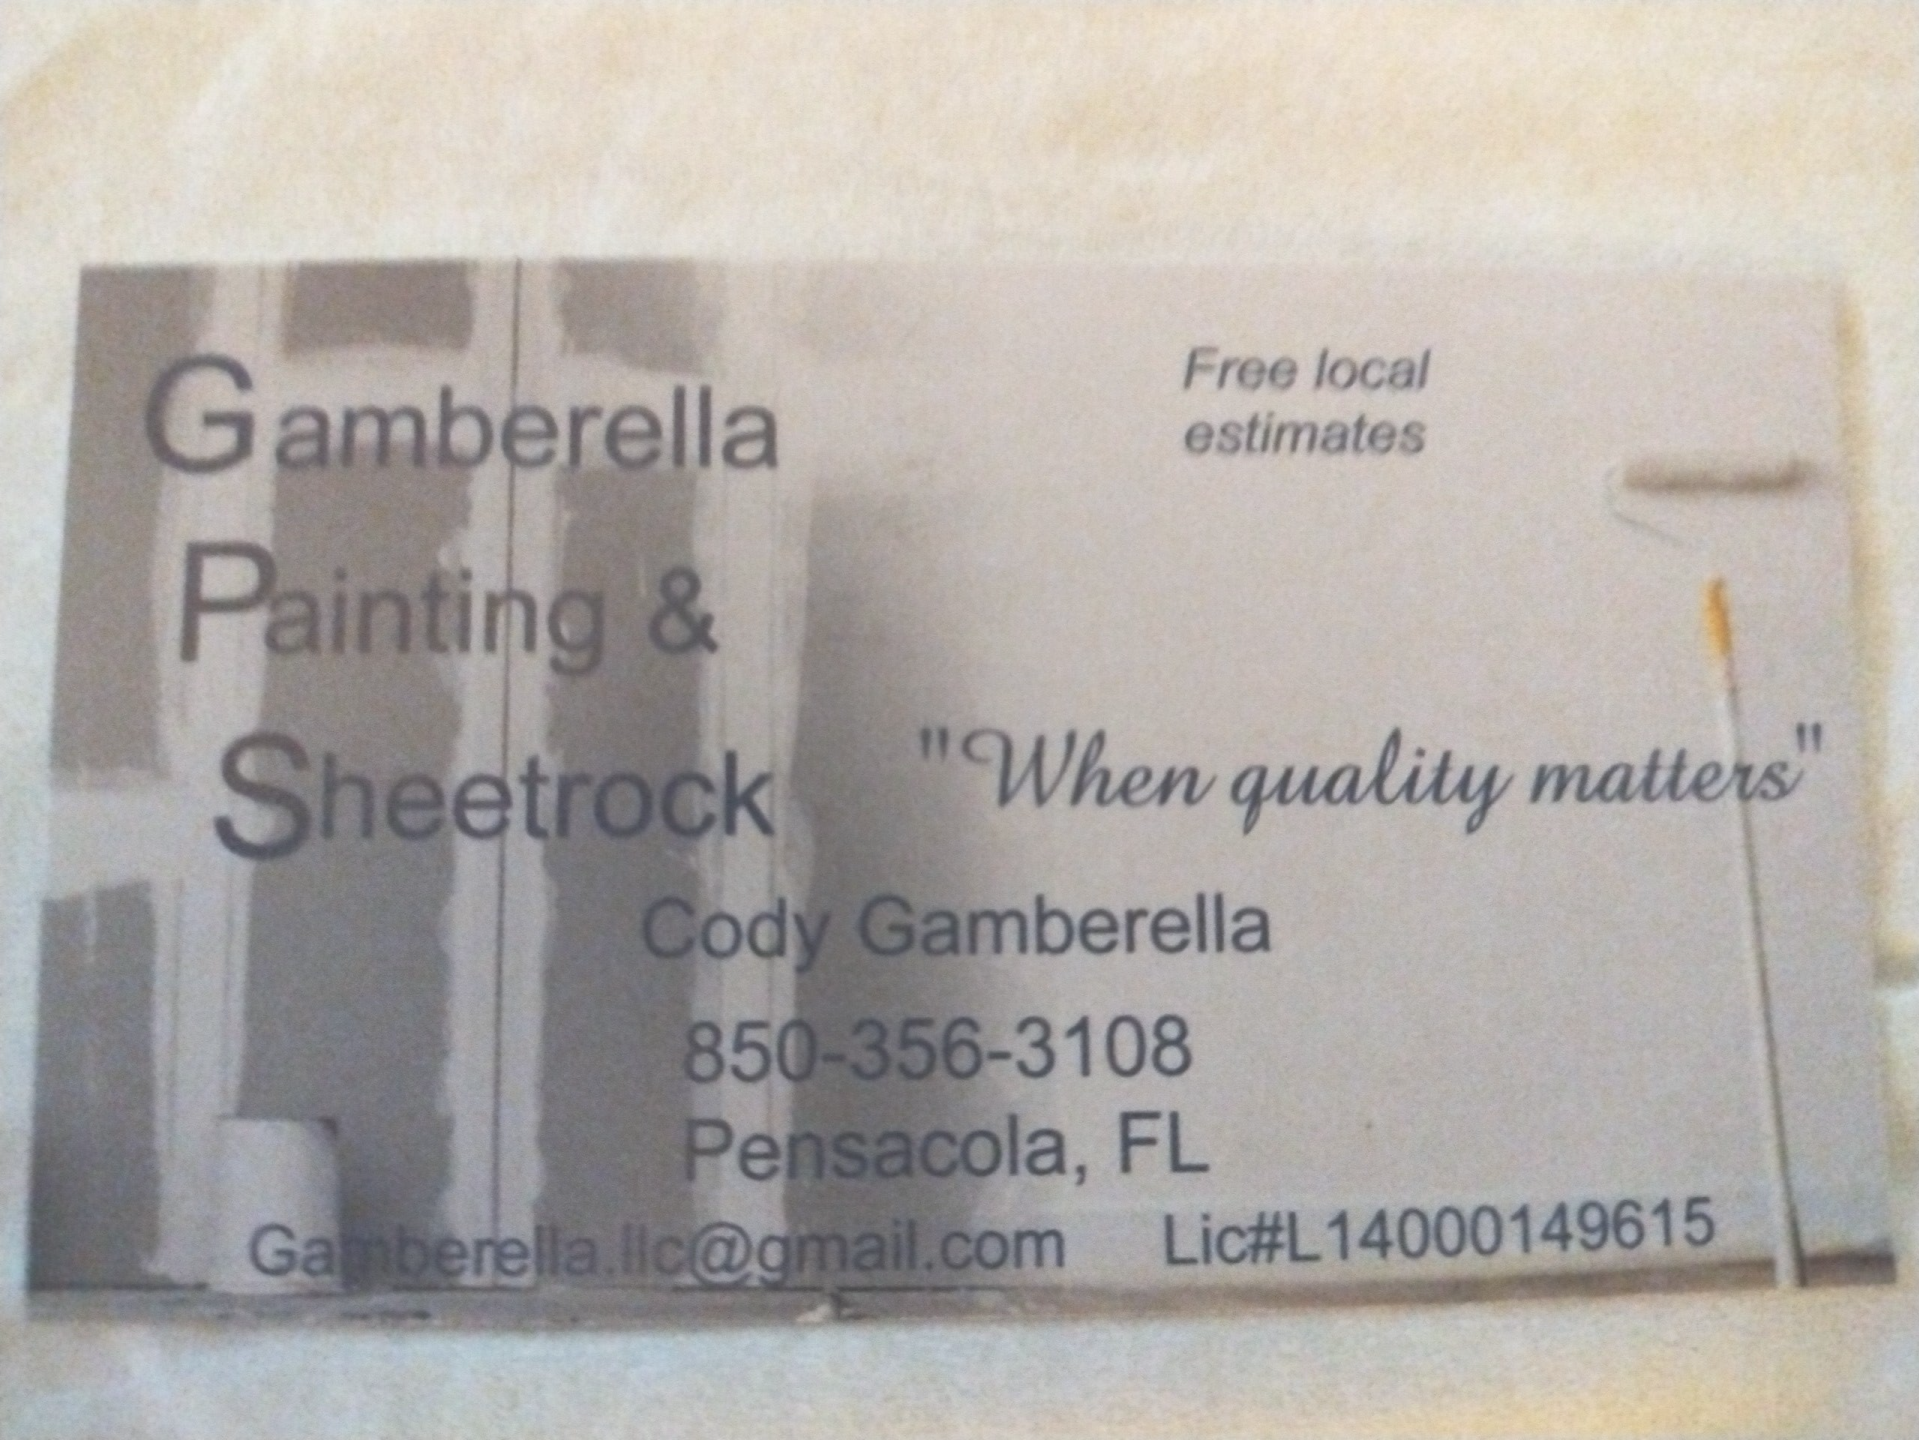 Gamberella
Painting &
Sheetrock
Free local
estimates
"When quality matters"
Cody Gamberella
850-356-3108
Pensacola, FL
Gamberella.llc@gmail.com Lic#L14000149615